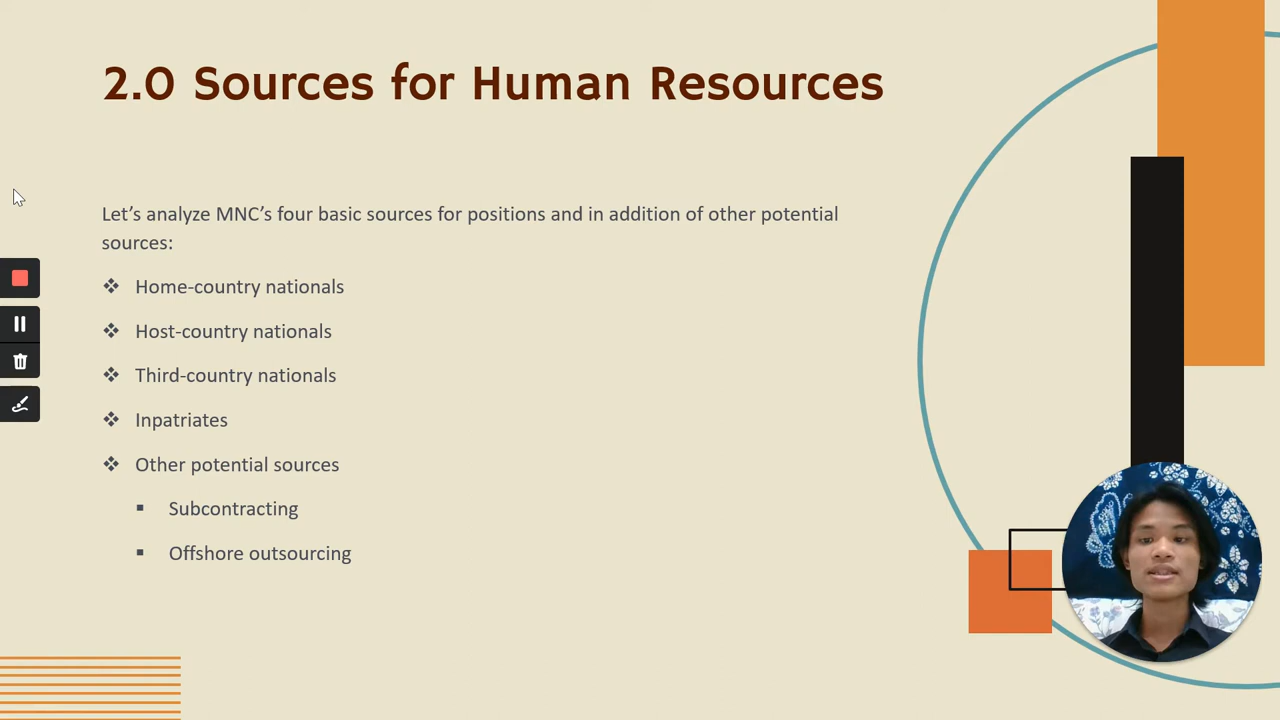 2.0 Sources for Human Resources
Let’s analyze MNC’s four basic sources for positions and in addition of other potential
sources:
Home-country nationals
Host-country nationals
Third-country nationals
Inpatriates
Other potential sources
Subcontracting
Offshore outsourcing